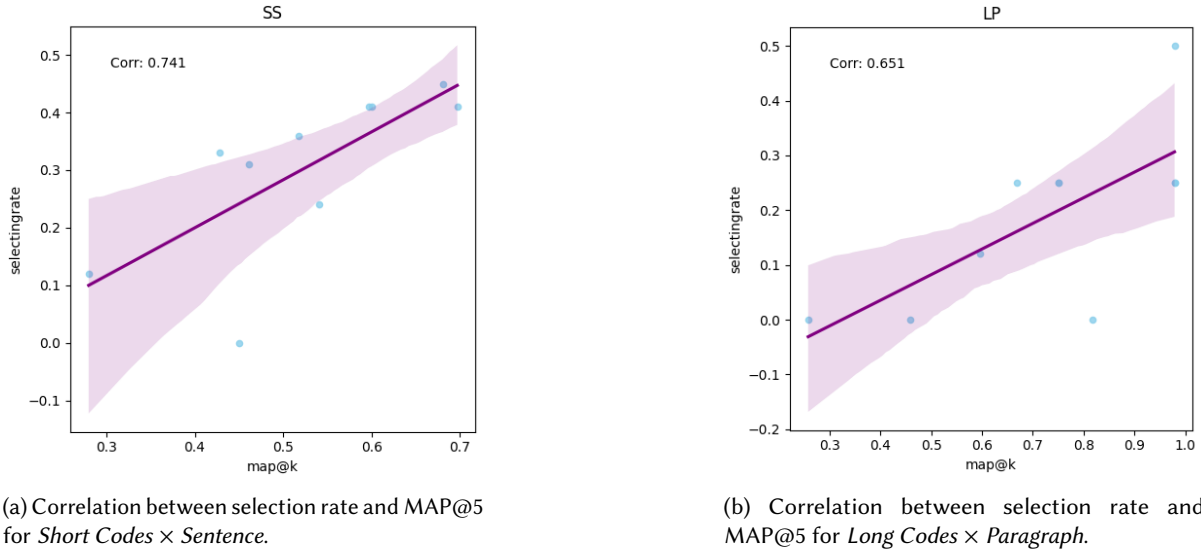 SS
Corr: 0.741
0.5
0.4
0.3
0.2
0.1
0.0
−0.1
selectingrate
0.3 0.4 0.5 0.6 0.7
map@k
(a) Correlation between selection rate and MAP@5
for Short Codes × Sentence.
LP
Corr: 0.651
0.5
0.4
0.3
0.2
0.1
0.0
−0.1
−0.2
selectingrate
0.3 0.4 0.5 0.6 0.7 0.8 0.9 1.0
map@k
(b) Correlation between selection rate and
MAP@5 for Long Codes × Paragraph.